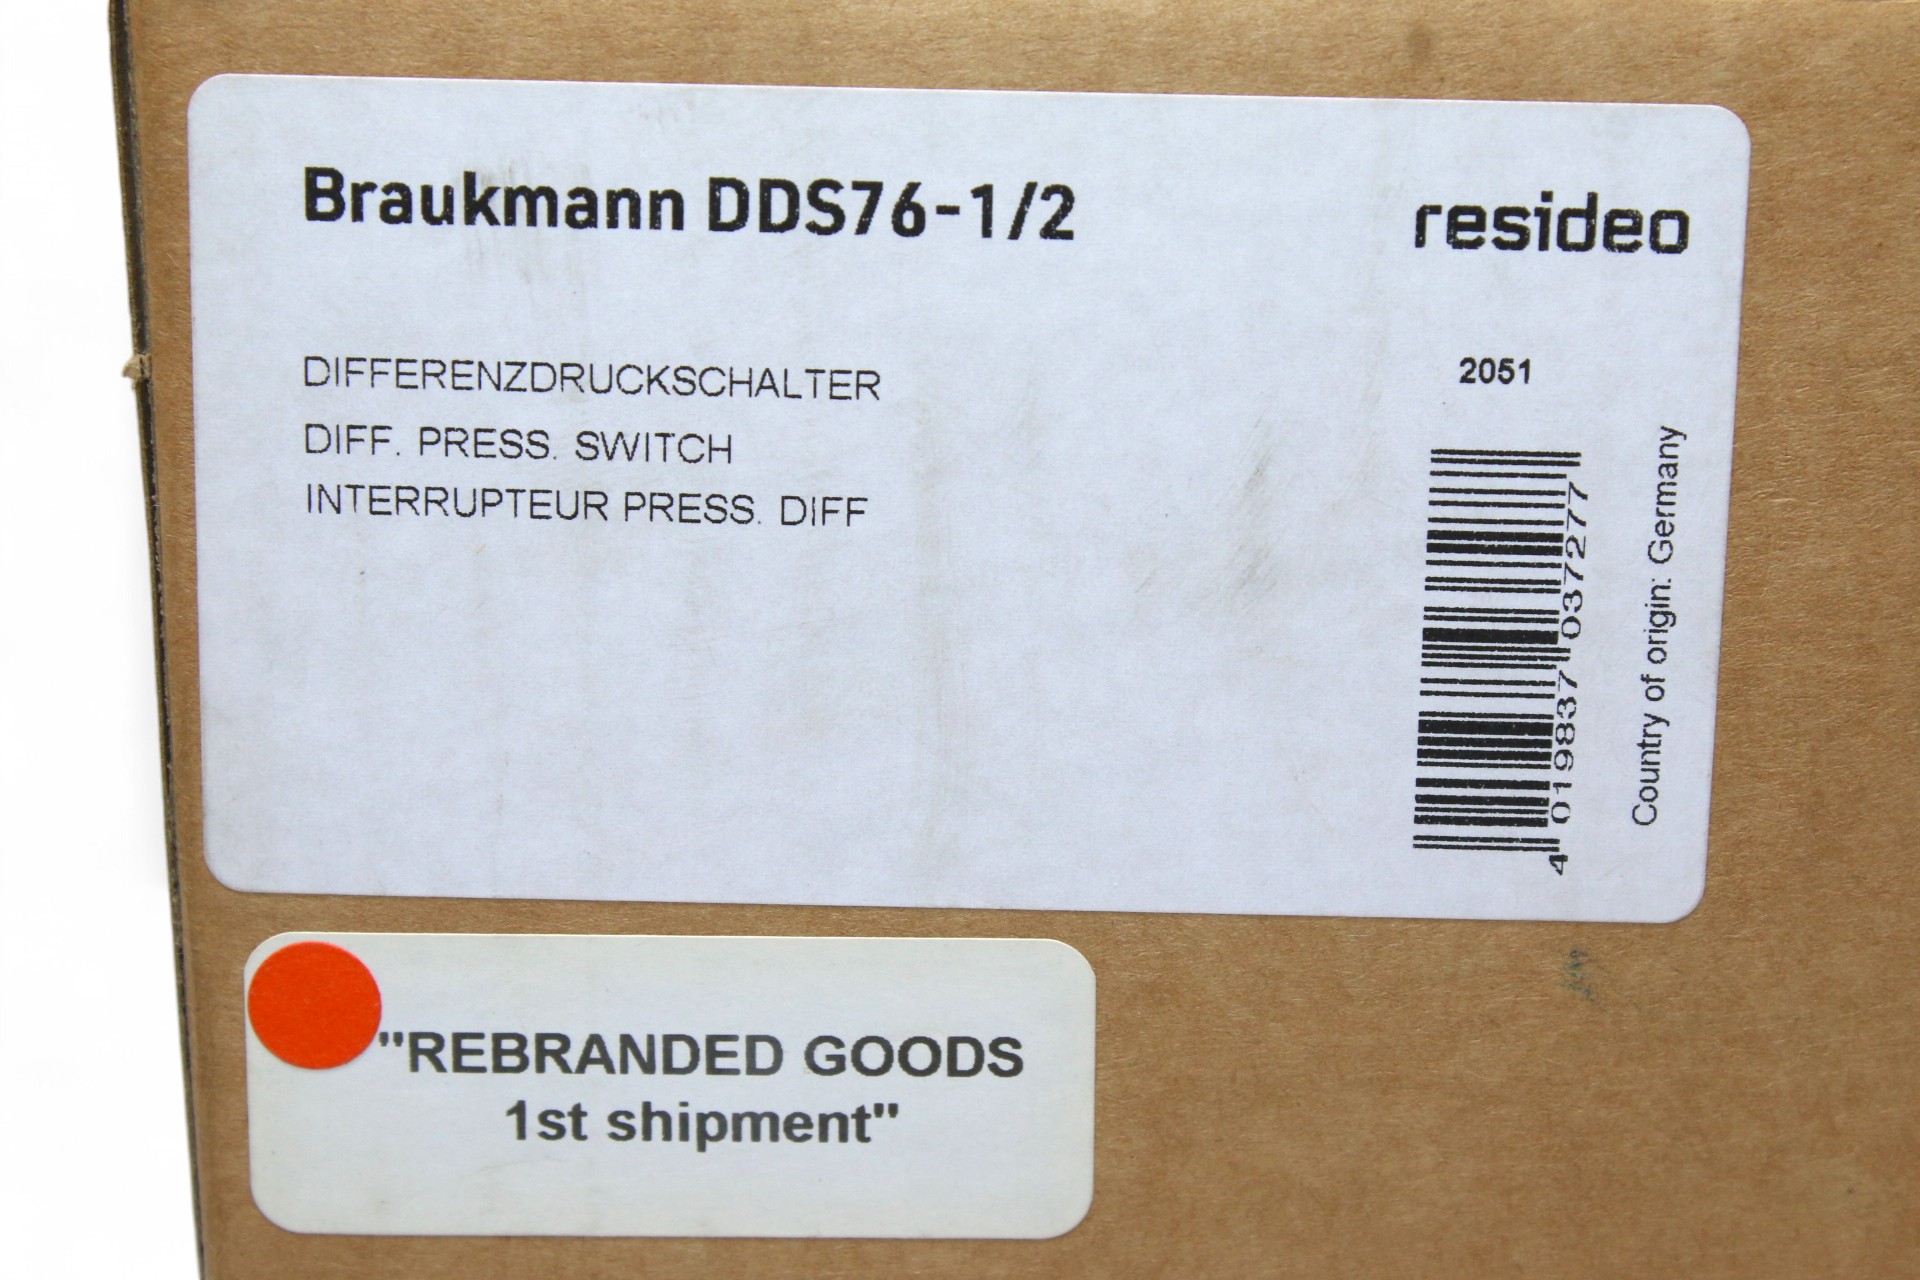 Braukmann DDS76-1/2
resideo
DIFFERENZDRUCKSCHALTER
DIFF. PRESS. SWITCH
INTERRUPTEUR PRESS. DIFF
2051
4 019837 037277
Country of origin: Germany
"REBRANDED GOODS
1st shipment"